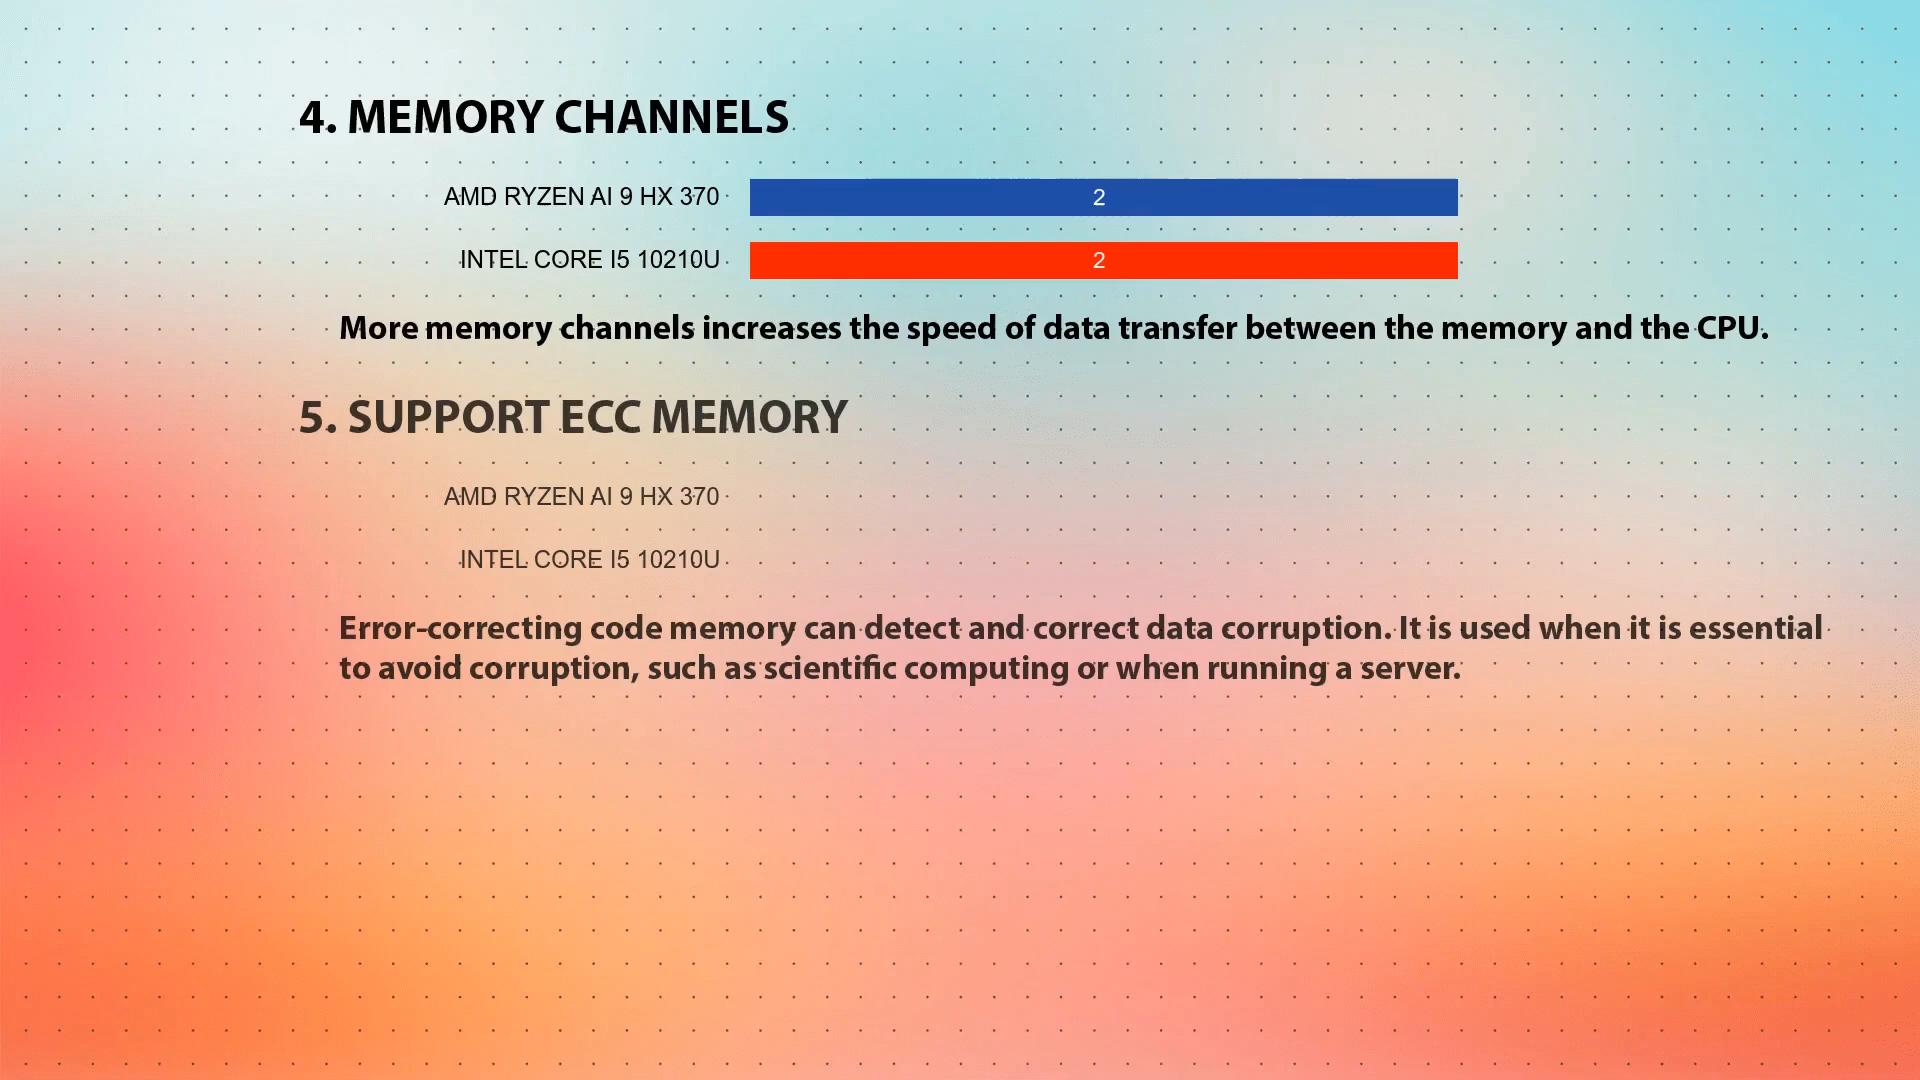 4. MEMORY CHANNELS
AMD RYZEN AI 9 HX 370
2
INTEL CORE I5 10210U
2
More memory channels increases the speed of data transfer between the memory and the CPU.
5. SUPPORT ECC MEMORY
AMD RYZEN AI 9 HX 370
INTEL CORE I5 10210U
Error-correcting code memory can detect and correct data corruption. It is used when it is essential
to avoid corruption, such as scientific computing or when running a server.